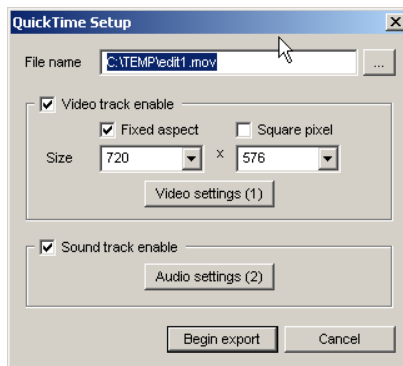 QuickTime Setup
File name C:\TEMP\edit1.mov ...
Video track enable
Fixed aspect Square pixel
Size 720 x 576
Video settings (1)
Sound track enable
Audio settings (2)
Begin export Cancel